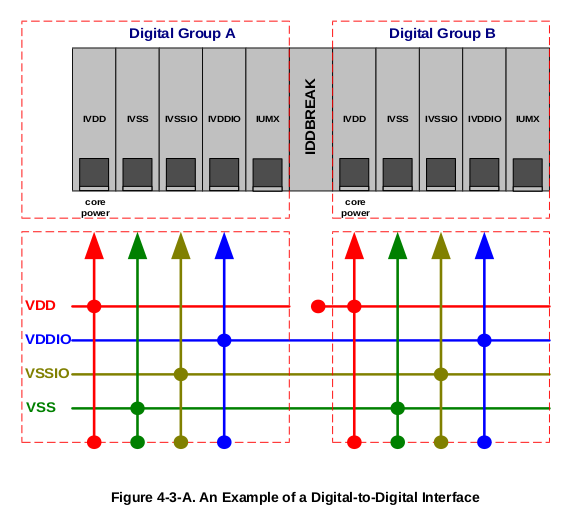 Digital Group A
Digital Group B
IVDD
IVSS
IVSSIO
IVDDIO
IUMX
IDDBREAK
IVDD
IVSS
IVSSIO
IVDDIO
IUMX
core
power
core
power
VDD
VDDIO
VSSIO
VSS
Figure 4-3-A. An Example of a Digital-to-Digital Interface